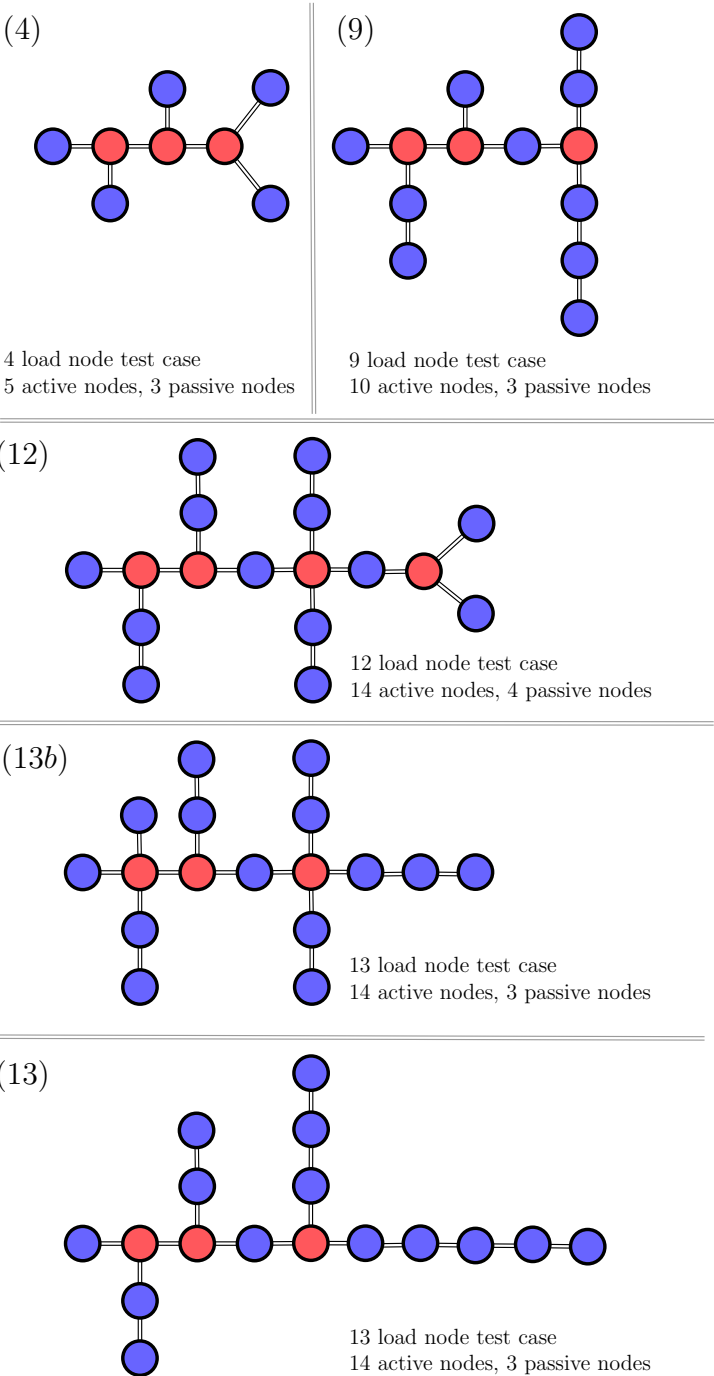 (4)
4 load node test case
5 active nodes, 3 passive nodes
(9)
9 load node test case
10 active nodes, 3 passive nodes
(12)
12 load node test case
14 active nodes, 4 passive nodes
(13b)
13 load node test case
14 active nodes, 3 passive nodes
(13)
13 load node test case
14 active nodes, 3 passive nodes